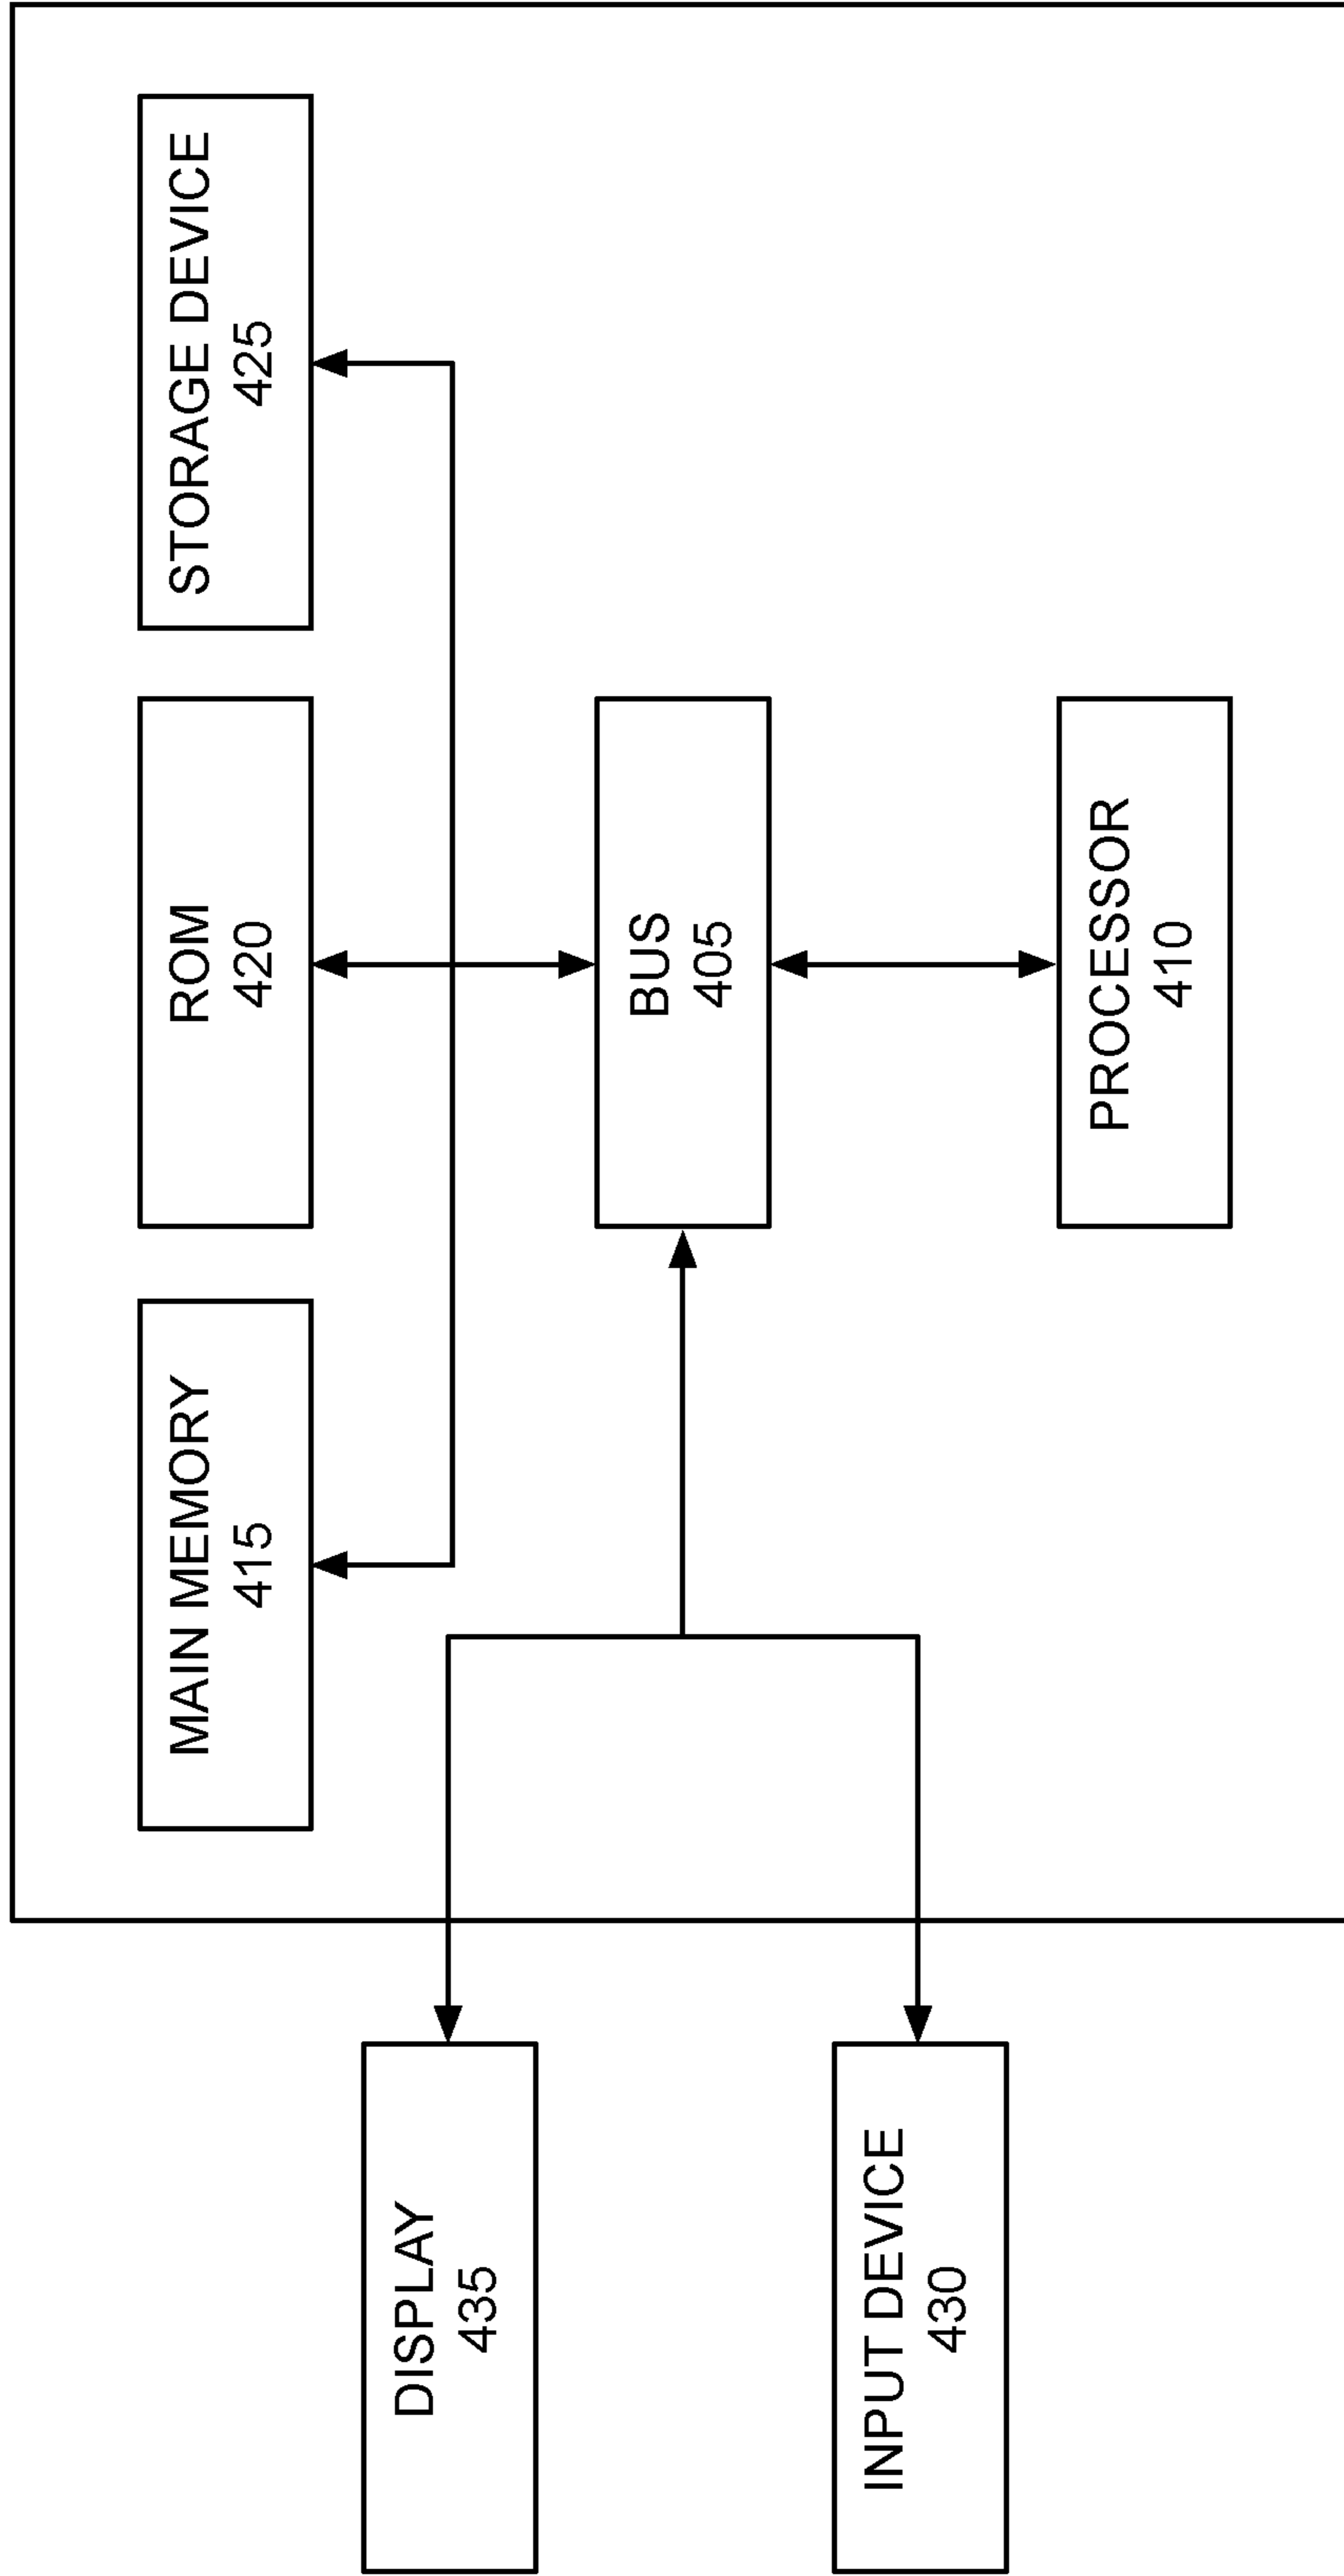 MAIN MEMORY
415
ROM
420
STORAGE DEVICE
425
DISPLAY
435
BUS
405
INPUT DEVICE
430
PROCESSOR
410